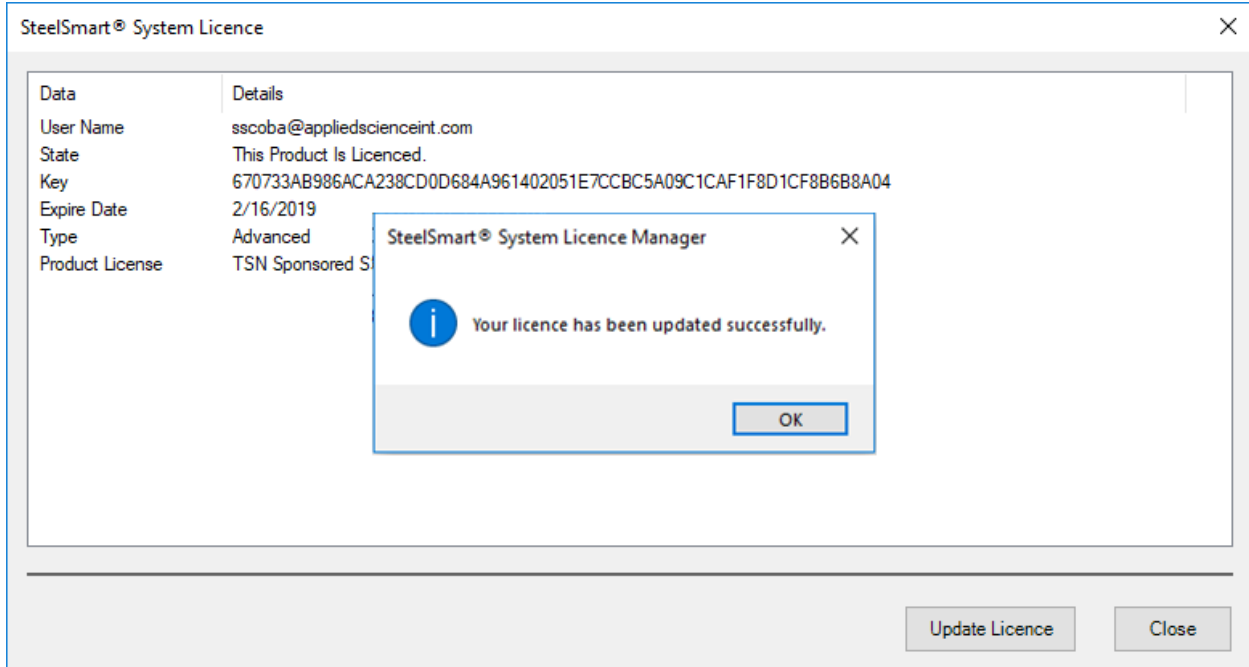 SteelSmart® System Licence
Data Details
User Name sscoba@appliedscienceint.com
State This Product Is Licenced.
Key 670733AB986ACA238CD0D684A961402051E7CCBC5A09C1CAF1F8D1CF8B6B8A04
Expire Date 2/16/2019
Type Advanced
Product License TSN Sponsored
SteelSmart® System Licence Manager
Your licence has been updated successfully.
OK
Update Licence Close